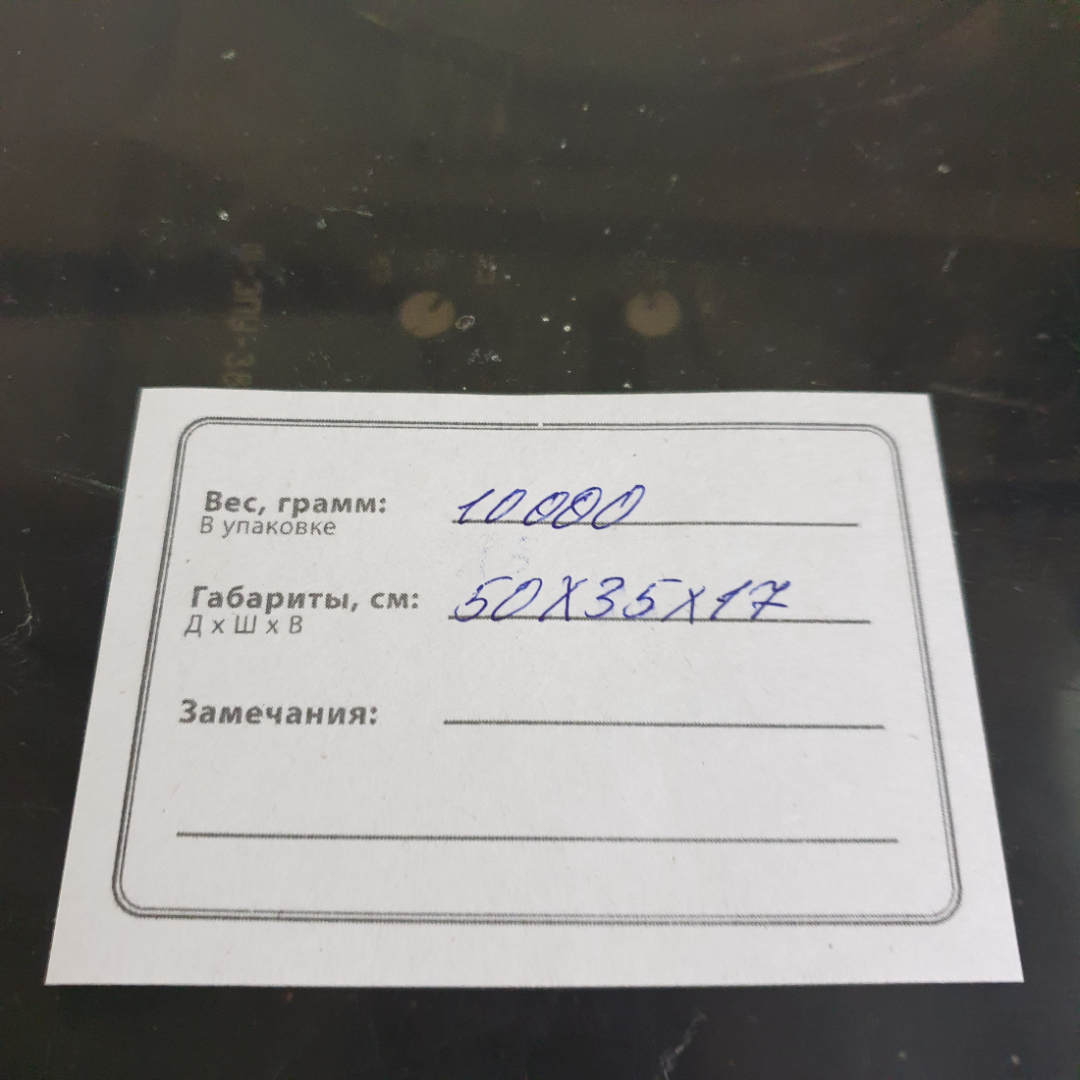 Вес, грамм: 10000
В упаковке
Габариты, см: 50X35x17
Д х Ш х В
Замечания: